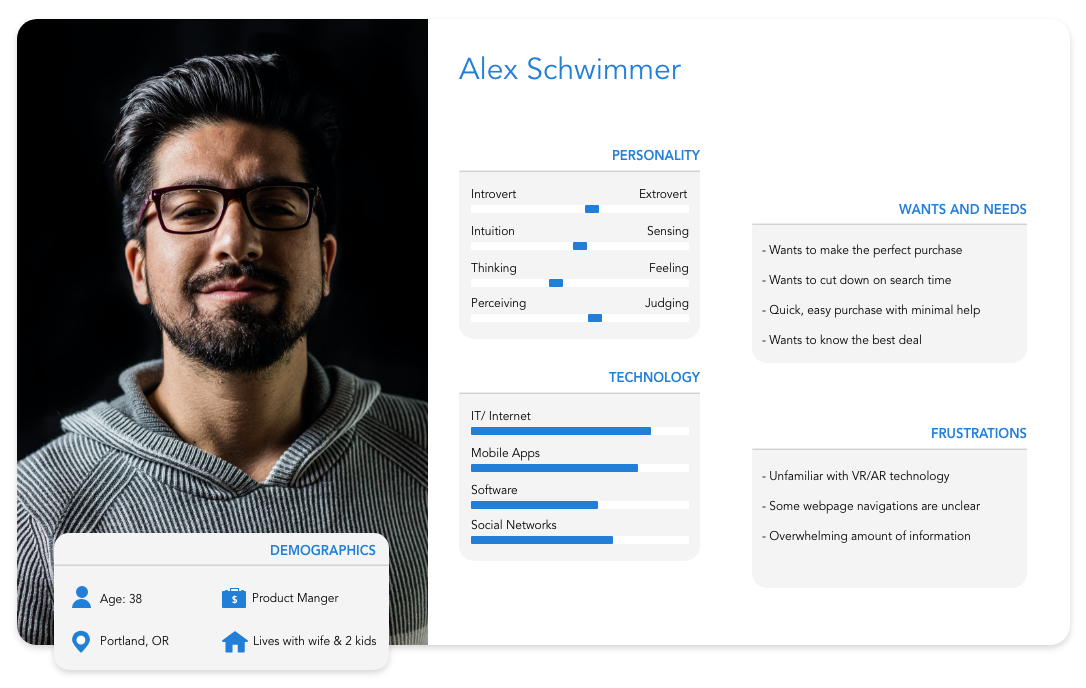 Alex Schwimmer
PERSONALITY
Introvert Extrovert
Intuition Sensing
Thinking Feeling
Perceiving Judging
TECHNOLOGY
IT/ Internet
Mobile Apps
Software
Social Networks
WANTS AND NEEDS
- Wants to make the perfect purchase
- Wants to cut down on search time
- Quick, easy purchase with minimal help
- Wants to know the best deal
FRUSTRATIONS
- Unfamiliar with VR/AR technology
- Some webpage navigations are unclear
- Overwhelming amount of information
DEMOGRAPHICS
Age: 38
$ Product Manger
Portland, OR
Lives with wife & 2 kids